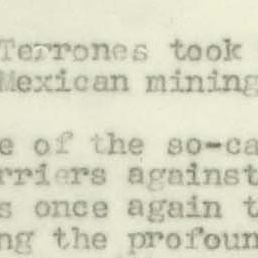 Terrones took
Mexican mining
e of the so-ca
rriers against
s once again t
ng the profoun